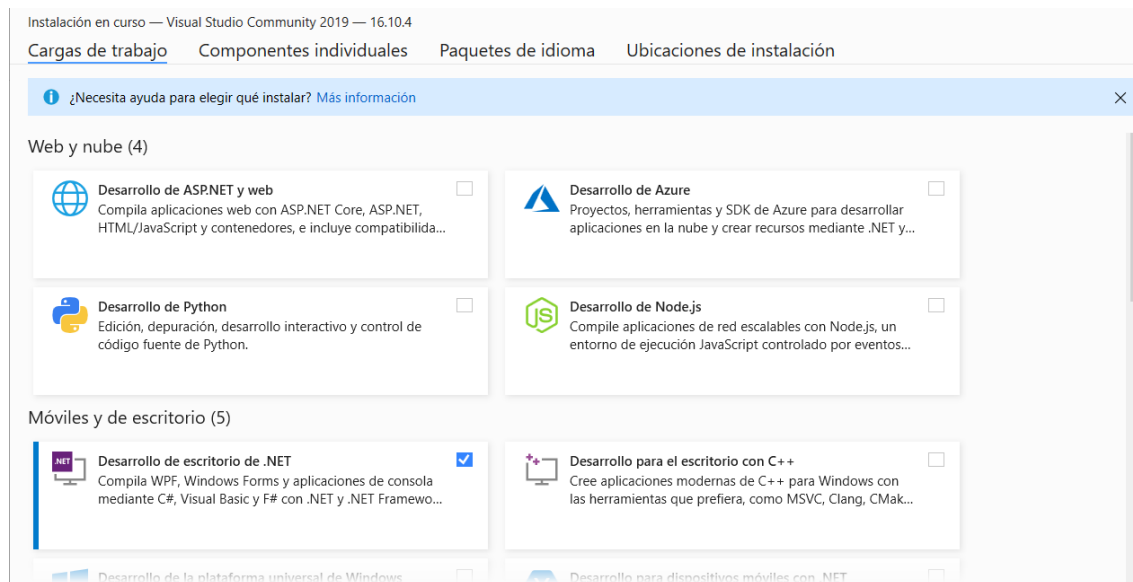 Instalación en curso — Visual Studio Community 2019 — 16.10.4
Cargas de trabajo Componentes individuales Paquetes de idioma Ubicaciones de instalación
¿Necesita ayuda para elegir qué instalar? Más información
Web y nube (4)
Desarrollo de ASP.NET y web
Compila aplicaciones web con ASP.NET Core, ASP.NET,
HTML/JavaScript y contenedores, e incluye compatibilida...
Desarrollo de Azure
Proyectos, herramientas y SDK de Azure para desarrollar
aplicaciones en la nube y crear recursos mediante .NET y...
Desarrollo de Python
Edición, depuración, desarrollo interactivo y control de
código fuente de Python.
JS
Desarrollo de Node.js
Compile aplicaciones de red escalables con Node.js, un
entorno de ejecución JavaScript controlado por eventos...
Móviles y de escritorio (5)
.NET
Desarrollo de escritorio de .NET
Compila WPF, Windows Forms y aplicaciones de consola
mediante C#, Visual Basic y F# con .NET y .NET Framewo...
Desarrollo para el escritorio con C++
Cree aplicaciones modernas de C++ para Windows con
las herramientas que prefiera, como MSVC, Clang, CMak...
Desarrollo de la plataforma universal de Windows
Desarrollo para dispositivos móviles con .NET